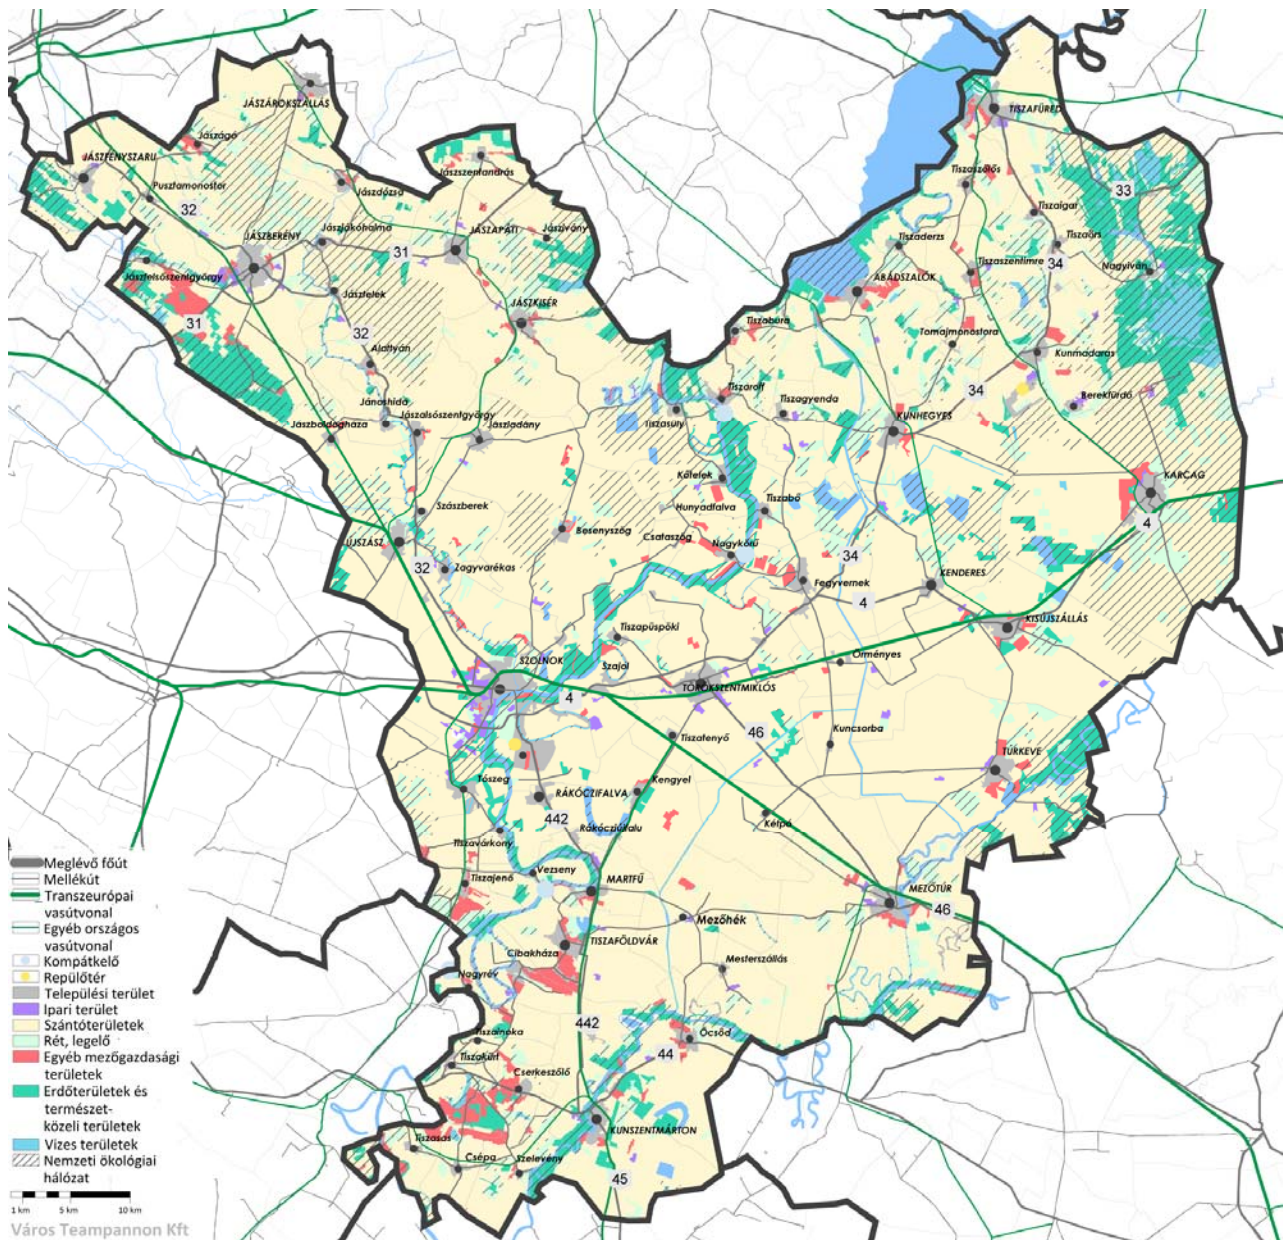 JÁSZÁROKSZÁLLÁS
TISZAFÜRED
Jászágó
JÁSZFÉNYSZARU
Jászszentandrás
Tiszaszőlős
Pusztamonostor
Jászdózsa
33
32
Tiszaigar
JÁSZBERÉNY
Jászjákóhalma
JÁSZAPÁTI
Jászivány
Tiszaderzs
Tiszaörs
31
34
Jászfelsőszentgyörgy
Tiszaszentimre
Nagyiván
ABÁDSZALÓK
Jásztelek
JÁSZKISÉR
31
32
Tiszabura
Tomajmonostora
Alattyán
Kunmadaras
Tiszaroff
34
Berekfürdő
Jánoshida
Jászalsószentgyörgy
Tiszagyenda
Jászboldogháza
Jászladány
Tiszasüly
KUNHEGYES
Kőtelek
KARCAG
Szászberek
Hunyadfalva
Tiszabő
Besenyszög
4
ÚJSZÁSZ
Csataszög
Nagykörű
34
32
Zagyvarékas
Fegyvernek
KENDERES
4
KISÚJSZÁLLÁS
Tiszapüspöki
SZOLNOK
Szajol
Örményes
TÖRÖKSZENTMIKLÓS
4
Kuncsorba
46
Tiszatenyő
TÚRKEVE
Tószeg
Kengyel
RÁKÓCZIFALVA
442
Rákócziújfalu
Kétpó
Tiszavárkony
Vezseny
Tiszajenő
MARTFŰ
MEZŐTÚR
46
Mezőhék
TISZAFÖLDVÁR
Cibakháza
Mesterszállás
Nagyrév
442
Öcsöd
Tiszainoka
44
Tiszakürt
Cserkeszőlő
KUNSZENTMÁRTON
Tiszasas
Csépa
Szelevény
45
Meglévő főút
Mellékút
Transzeurópai
vasútvonal
Egyéb országos
vasútvonal
Kompátkelő
Repülőtér
Települési terület
Ipari terület
Szántóterületek
Rét, legelő
Egyéb mezőgazdasági
területek
Erdőterületek és
természet-
közeli területek
Vizes területek
Nemzeti ökológiai
hálózat
1 km 5 km 10 km
Város Teampannon Kft